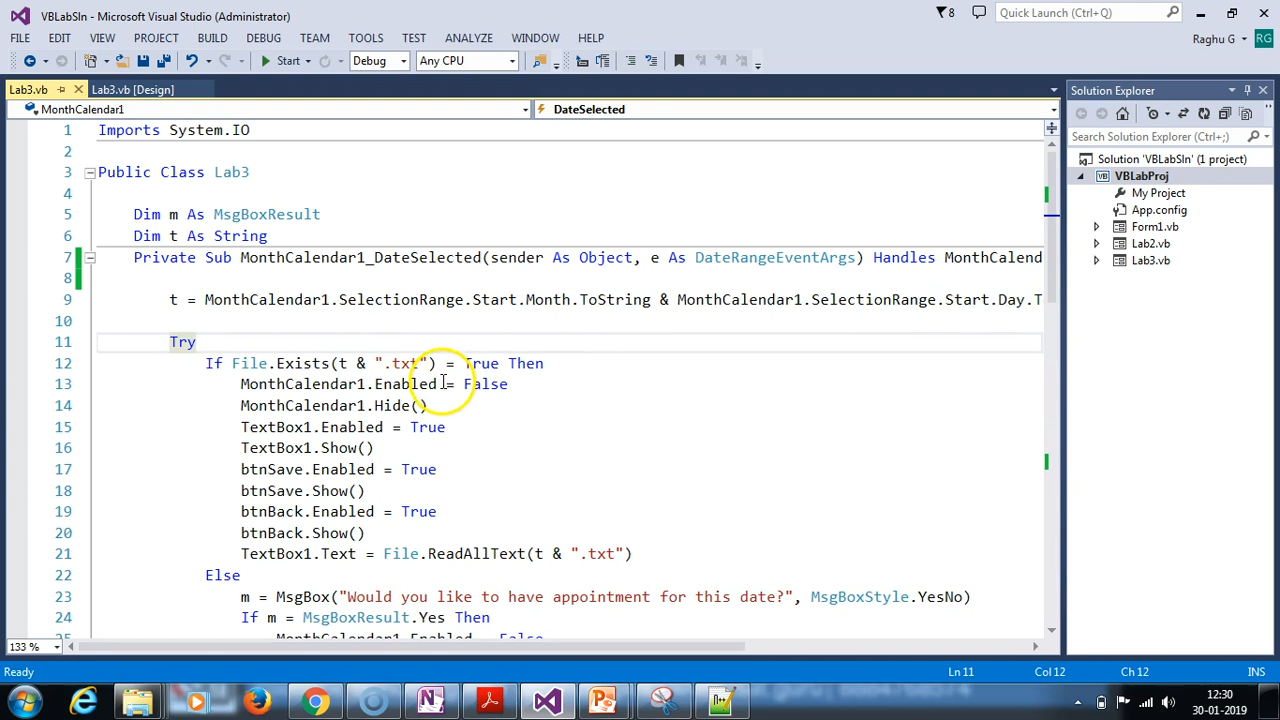 VBLabSln - Microsoft Visual Studio (Administrator)
8
Quick Launch (Ctrl+Q)
FILE EDIT VIEW PROJECT BUILD DEBUG TEAM TOOLS TEST ANALYZE WINDOW HELP
Raghu G
RG
Start
Debug
Any CPU
Lab3.vb
Lab3.vb [Design]
Solution Explorer
MonthCalendar1
DateSelected
Search Solution Explorer (Ctrl+;)
Solution 'VBLabSln' (1 project)
VBLabProj
My Project
App.config
Form1.vb
Lab2.vb
Lab3.vb
1 Imports System.IO
2
3 Public Class Lab3
4
5 Dim m As MsgBoxResult
6 Dim t As String
7 Private Sub MonthCalendar1_DateSelected(sender As Object, e As DateRangeEventArgs) Handles MonthCalend
8
9 t = MonthCalendar1.SelectionRange.Start.Month.ToString & MonthCalendar1.SelectionRange.Start.Day.T
10
11 Try
12 If File.Exists(t & ".txt") = True Then
13 MonthCalendar1.Enabled = False
14 MonthCalendar1.Hide()
15 TextBox1.Enabled = True
16 TextBox1.Show()
17 btnSave.Enabled = True
18 btnSave.Show()
19 btnBack.Enabled = True
20 btnBack.Show()
21 TextBox1.Text = File.ReadAllText(t & ".txt")
22 Else
23 m = MsgBox("Would you like to have appointment for this date?", MsgBoxStyle.YesNo)
24 If m = MsgBoxResult.Yes Then
25 MonthCalendar1.Enabled = False
133 %
Ready
Ln 11
Col 12
Ch 12
INS
12:30
30-01-2019